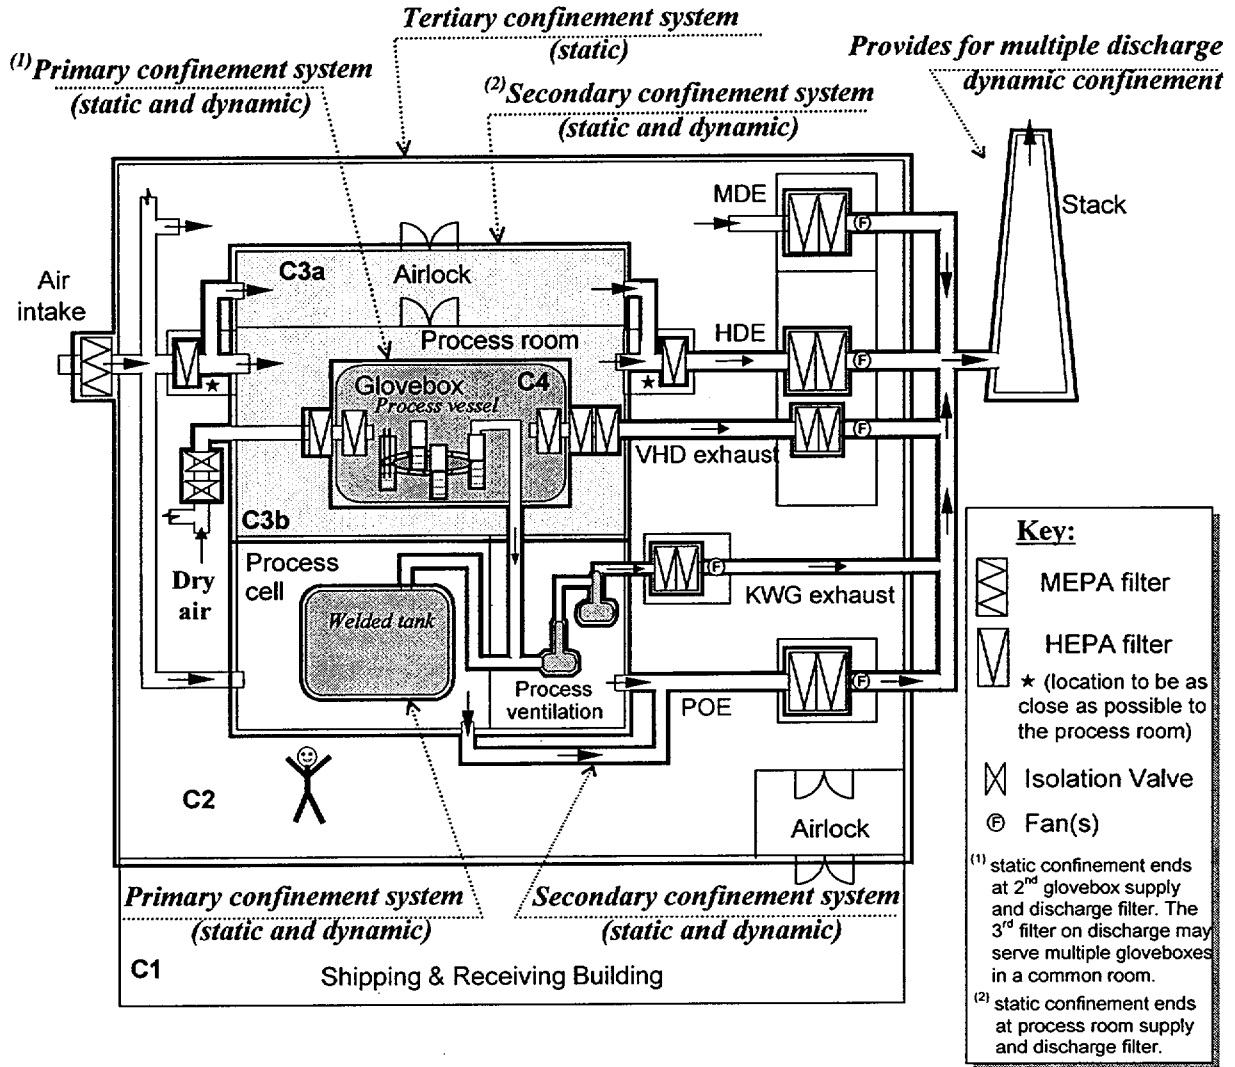 Tertiary confinement system
(static)
Provides for multiple discharge
dynamic confinement
(1)Primary confinement system
(static and dynamic)
(2)Secondary confinement system
(static and dynamic)
MDE
Stack
C3a
Airlock
Air
intake
HDE
Process room
Glovebox
C4
Process vessel
VHD exhaust
C3b
Process
cell
Dry
air
Welded tank
KWG exhaust
Process
ventilation
POE
C2
Airlock
Primary confinement system
(static and dynamic)
Secondary confinement system
(static and dynamic)
C1
Shipping & Receiving Building
F
F
F
F
F
Key:
MEPA filter
HEPA filter
★ (location to be as
close as possible to
the process room)
Isolation Valve
F Fan(s)
(1) static confinement ends
at 2nd glovebox supply
and discharge filter. The
3rd filter on discharge may
serve multiple gloveboxes
in a common room.
(2) static confinement ends
at process room supply
and discharge filter.